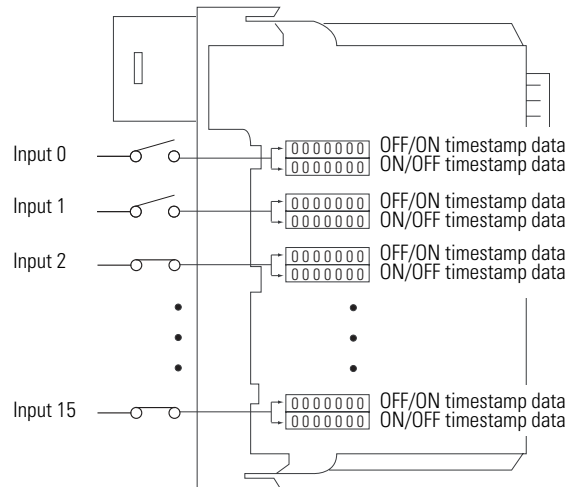 Input 0
0000000 OFF/ON timestamp data
0000000 ON/OFF timestamp data
Input 1
0000000 OFF/ON timestamp data
0000000 ON/OFF timestamp data
Input 2
0000000 OFF/ON timestamp data
0000000 ON/OFF timestamp data
Input 15
0000000 OFF/ON timestamp data
0000000 ON/OFF timestamp data